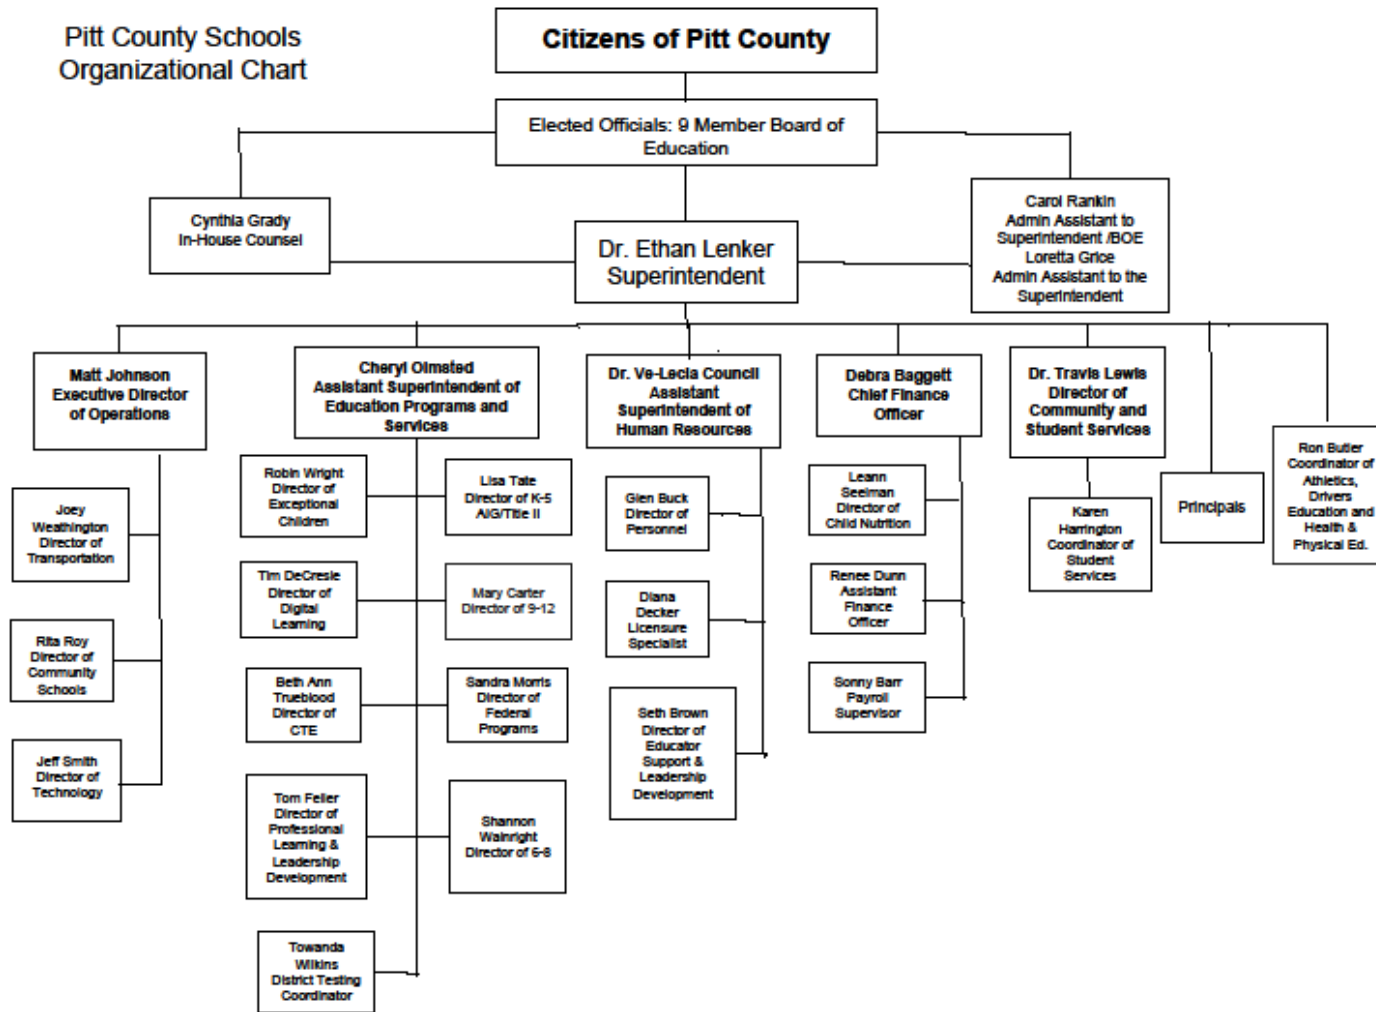 Pitt County Schools
Organizational Chart
Citizens of Pitt County
Elected Officials: 9 Member Board of
Education
Cynthia Grady
In-House Counsel
Dr. Ethan Lenker
Superintendent
Carol Rankin
Admin Assistant to
Superintendent /BOE
Loretta Grice
Admin Assistant to the
Superintendent
Matt Johnson
Executive Director
of Operations
Cheryl Olmsted
Assistant Superintendent of
Education Programs and
Services
Dr. Ve-Lecia Council
Assistant
Superintendent of
Human Resources
Debra Baggett
Chief Finance
Officer
Dr. Travis Lewis
Director of
Community and
Student Services
Ron Butler
Coordinator of
Athletics,
Drivers
Education and
Health &
Physical Ed.
Joey
Weathington
Director of
Transportation
Rita Roy
Director of
Community
Schools
Jeff Smith
Director of
Technology
Robin Wright
Director of
Exceptional
Children
Lisa Tate
Director of K-5
AIG/Title II
Tim DeCresie
Director of
Digital
Learning
Mary Carter
Director of 9-12
Beth Ann
Trueblood
Director of
CTE
Sandra Morris
Director of
Federal
Programs
Tom Feller
Director of
Professional
Learning &
Leadership
Development
Shannon
Wainright
Director of 6-8
Towanda
Wilkins
District Testing
Coordinator
Glen Buck
Director of
Personnel
Diana
Decker
Licensure
Specialist
Seth Brown
Director of
Educator
Support &
Leadership
Development
Leann
Seelman
Director of
Child Nutrition
Renee Dunn
Assistant
Finance
Officer
Sonny Barr
Payroll
Supervisor
Karen
Harrington
Coordinator of
Student
Services
Principals